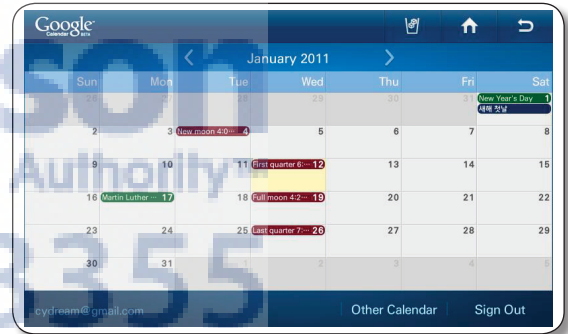 Google
Calendar BETA
January 2011
Sun Mon Tue Wed Thu Fri Sat
26 28 29 30 31 New Year's Day 1
새해 첫날
2 3 New moon 4:0··· 4 5 6 7 8
9 10 11 First quarter 6:··· 12 13 14 15
16 Martin Luther ··· 17 18 Full moon 4:2··· 19 20 21 22
23 24 25 Last quarter 7:··· 26 27 28 29
30 31 1 2 3 4 5
cydream@gmail.com Other Calendar Sign Out
son
Authority™
3355